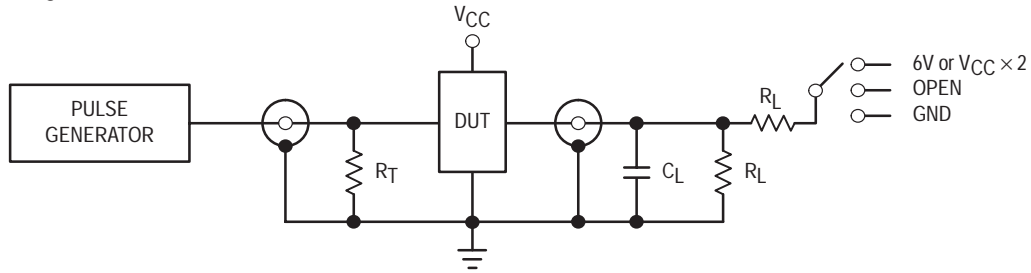 VCC
PULSE
GENERATOR
DUT
RT
CL
RL
RL
6V or VCC × 2
OPEN
GND